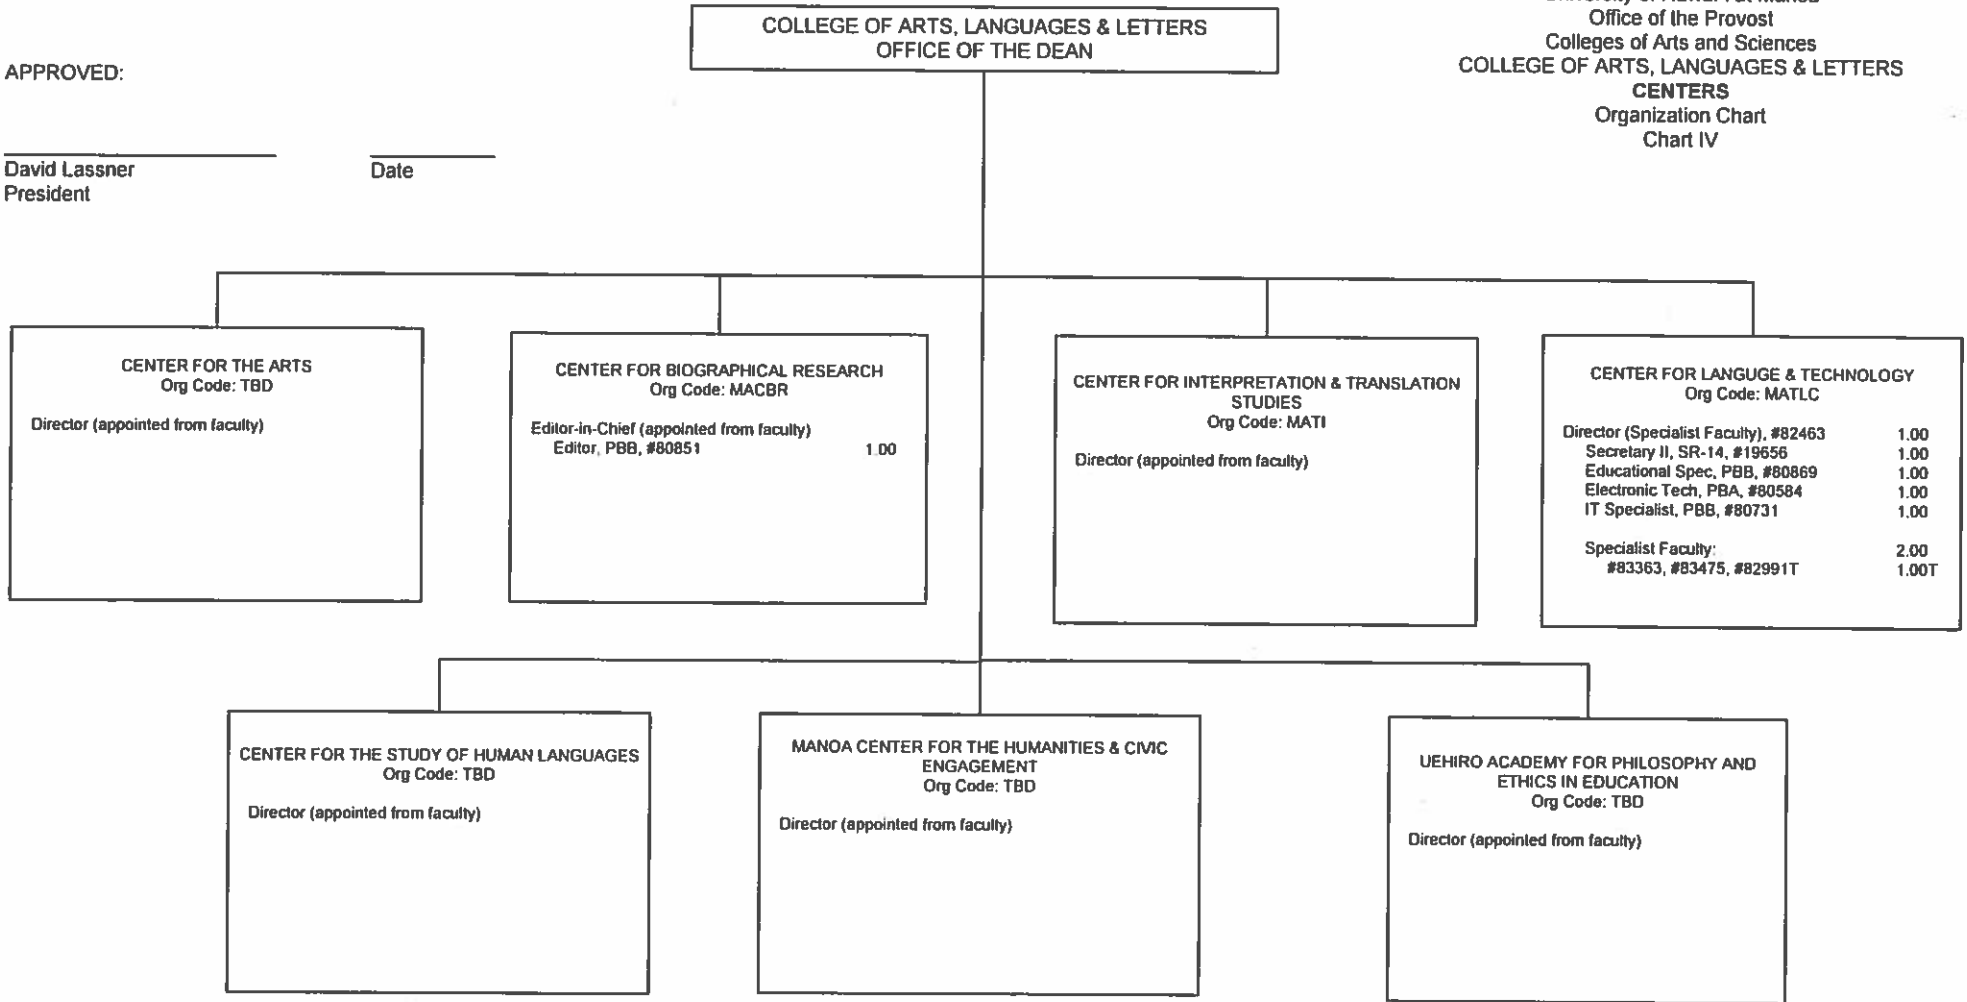 COLLEGE OF ARTS, LANGUAGES & LETTERS
OFFICE OF THE DEAN
Office of the Provost
Colleges of Arts and Sciences
COLLEGE OF ARTS, LANGUAGES & LETTERS
CENTERS
Organization Chart
Chart IV
APPROVED:
David Lassner
President
Date
CENTER FOR THE ARTS
Org Code: TBD
Director (appointed from faculty)
CENTER FOR BIOGRAPHICAL RESEARCH
Org Code: MACBR
Editor-in-Chief (appointed from faculty)
Editor, PBB, #80851 1.00
CENTER FOR INTERPRETATION & TRANSLATION
STUDIES
Org Code: MATI
Director (appointed from faculty)
CENTER FOR LANGUGE & TECHNOLOGY
Org Code: MATLC
Director (Specialist Faculty), #82463 1.00
Secretary II, SR-14, #19656 1.00
Educational Spec, PBB, #80869 1.00
Electronic Tech, PBA, #80584 1.00
IT Specialist, PBB, #80731 1.00
Specialist Faculty: 2.00
#83363, #83475, #82991T 1.00T
CENTER FOR THE STUDY OF HUMAN LANGUAGES
Org Code: TBD
Director (appointed from faculty)
MANOA CENTER FOR THE HUMANITIES & CIVIC
ENGAGEMENT
Org Code: TBD
Director (appointed from faculty)
UEHIRO ACADEMY FOR PHILOSOPHY AND
ETHICS IN EDUCATION
Org Code: TBD
Director (appointed from faculty)